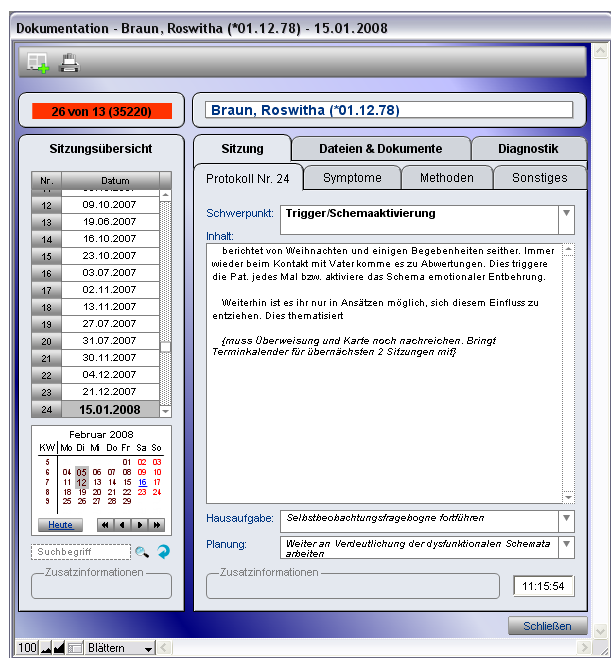 Dokumentation - Braun, Roswitha (*01.12.78) - 15.01.2008
26 von 13 (35220)
Braun, Roswitha (*01.12.78)
Sitzungsübersicht
Nr. Datum
12 09.10.2007
13 19.06.2007
14 16.10.2007
15 23.10.2007
16 03.07.2007
17 02.11.2007
18 13.11.2007
19 27.07.2007
20 31.07.2007
21 30.11.2007
22 04.12.2007
23 21.12.2007
24 15.01.2008
Februar 2008
KW Mo Di Mi Do Fr Sa So
5 01 02 03
6 04 05 06 07 08 09 10
7 11 12 13 14 15 16 17
8 18 19 20 21 22 23 24
9 25 26 27 28 29
Heute
Suchbegriff
Zusatzinformationen
Sitzung Dateien & Dokumente Diagnostik
Protokoll Nr. 24 Symptome Methoden Sonstiges
Schwerpunkt: Trigger/Schemaaktivierung
Inhalt:
berichtet von Weihnachten und einigen Begebenheiten seither. Immer
wieder beim Kontakt mit Vater komme es zu Abwertungen. Dies triggere
die Pat. jedes Mal bzw. aktiviere das Schema emotionaler Entbehrung.
Weiterhin ist es ihr nur in Ansätzen möglich, sich diesem Einfluss zu
entziehen. Dies thematisiert
{muss Überweisung und Karte noch nachreichen. Bringt
Terminkalender für übernächsten 2 Sitzungen mit}
Hausaufgabe: Selbstbeobachtungsfragebogne fortführen
Planung: Weiter an Verdeutlichung der dysfunktionalen Schemata
arbeiten
Zusatzinformationen
11:15:54
Schließen
100 Blättern